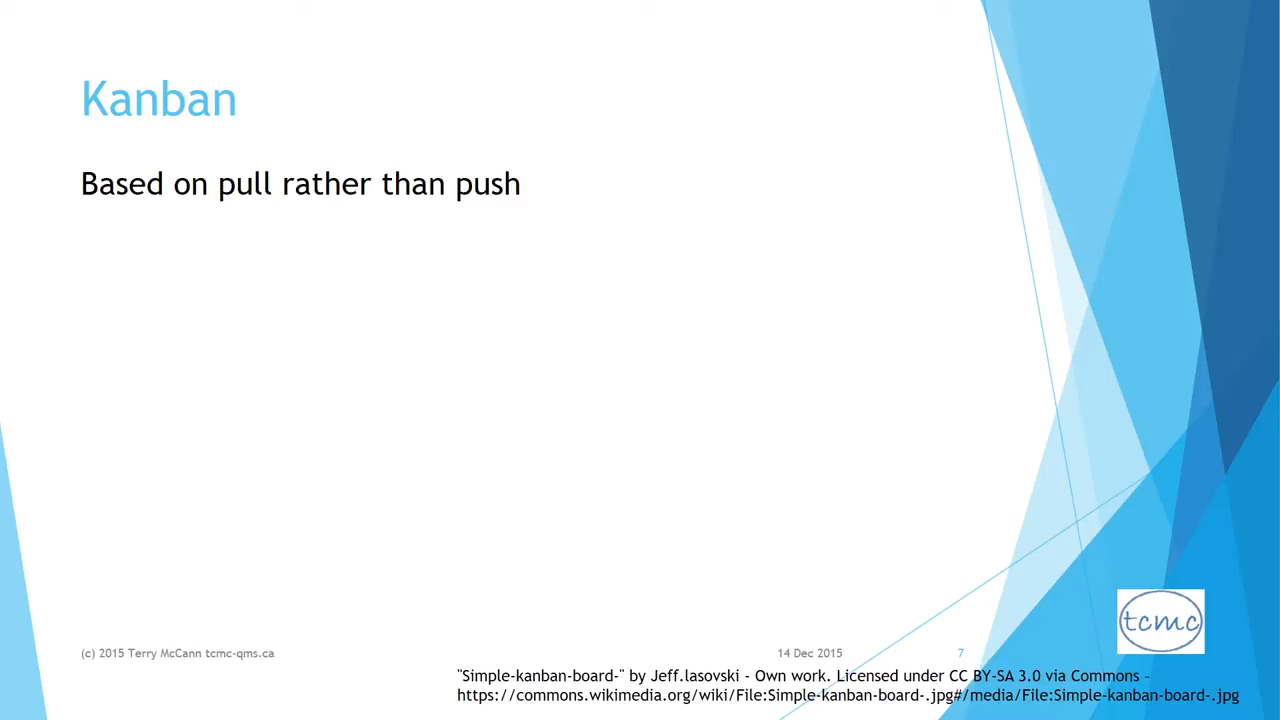 Kanban
Based on pull rather than push
tcmc
(c) 2015 Terry McCann tcmc-qms.ca
14 Dec 2015
7
"Simple-kanban-board-" by Jeff.lasovski - Own work. Licensed under CC BY-SA 3.0 via Commons -
https://commons.wikimedia.org/wiki/File:Simple-kanban-board-.jpg#/media/File:Simple-kanban-board-.jpg